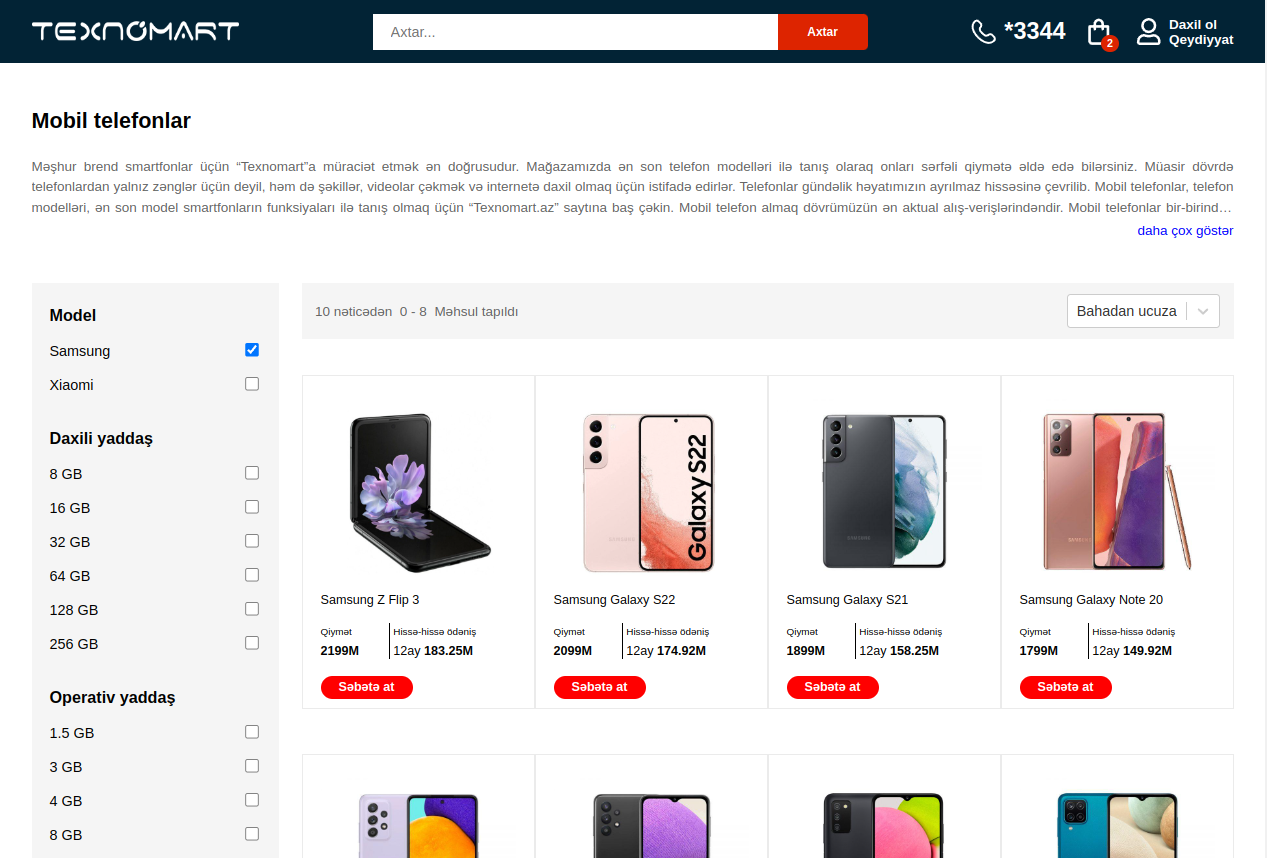 TEXNOMART
Axtar...
Axtar
*3344
2
Daxil ol
Qeydiyyat
Mobil telefonlar
Məşhur brend smartfonlar üçün “Texnomart”a müraciət etmək ən doğrusudur. Mağazamızda ən son telefon modelləri ilə tanış olaraq onları sərfəli qiymətə əldə edə bilərsiniz. Müasir dövrdə
telefonlardan yalnız zənglər üçün deyil, həm də şəkillər, videolar çəkmək və internetə daxil olmaq üçün istifadə edirlər. Telefonlar gündəlik həyatımızın ayrılmaz hissəsinə çevrilib. Mobil telefonlar, telefon
modelləri, ən son model smartfonların funksiyaları ilə tanış olmaq üçün “Texnomart.az” saytına baş çəkin. Mobil telefon almaq dövrümüzün ən aktual alış-verişlərindəndir. Mobil telefonlar bir-birind...
daha çox göstər
Model
Samsung
Xiaomi
Daxili yaddaş
8 GB
16 GB
32 GB
64 GB
128 GB
256 GB
Operativ yaddaş
1.5 GB
3 GB
4 GB
8 GB
10 nəticədən 0 - 8 Məhsul tapıldı
Bahadan ucuza
Samsung Z Flip 3
Qiymət
2199M
Hissə-hissə ödəniş
12ay 183.25M
Səbətə at
Galaxy S22
SAMSUNG
Samsung Galaxy S22
Qiymət
2099M
Hissə-hissə ödəniş
12ay 174.92M
Səbətə at
SAMSUNG
Samsung Galaxy S21
Qiymət
1899M
Hissə-hissə ödəniş
12ay 158.25M
Səbətə at
Samsung Galaxy Note 20
Qiymət
1799M
Hissə-hissə ödəniş
12ay 149.92M
Səbətə at